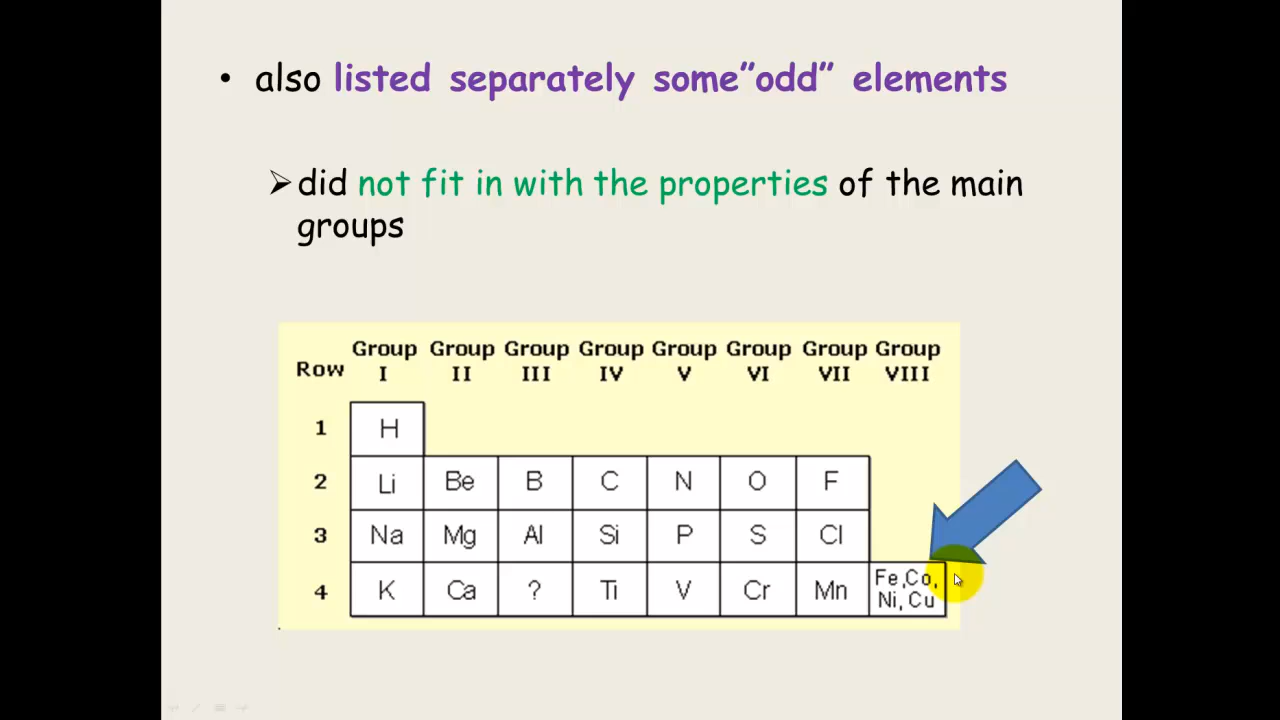 • also listed separately some”odd” elements
➢did not fit in with the properties of the main
groups
Group Group Group Group Group Group Group Group
Row I II III IV V VI VII VIII
1 H
2 Li Be B C N O F
3 Na Mg Al Si P S Cl
4 K Ca ? Ti V Cr Mn Fe,Co,
Ni,Cu